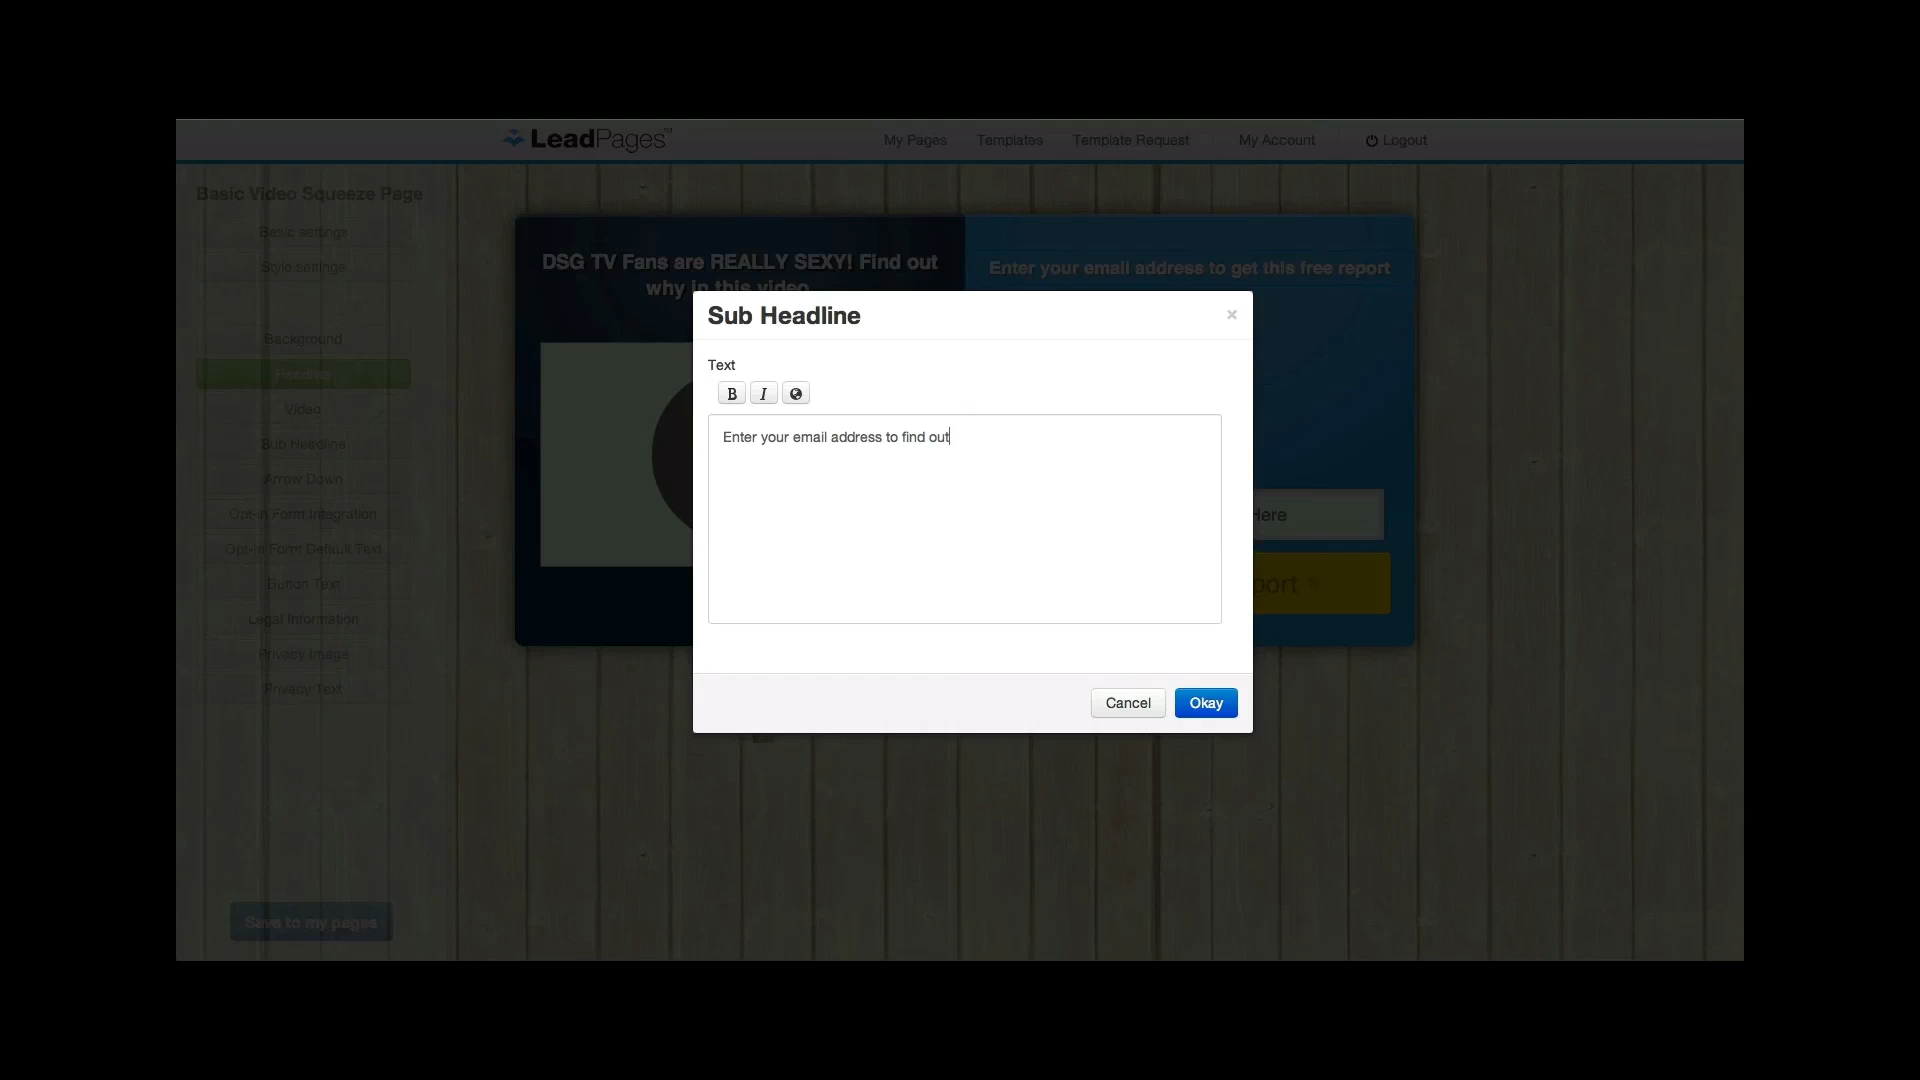 LeadPages™
My Pages
Templates
Template Request
My Account
Logout
Basic Video Squeeze Page
Basic settings
Style settings
Background
Headline
Video
Sub Headline
Arrow Down
Opt-in Form Integration
Opt-in Form Default Text
Button Text
Legal Information
Privacy Image
Privacy Text
Save to my pages
DSG TV Fans are REALLY SEXY! Find out
why in this video
Enter your email address to get this free report
Here
Sub Headline
×
Text
B
I
Enter your email address to find out
Cancel
Okay